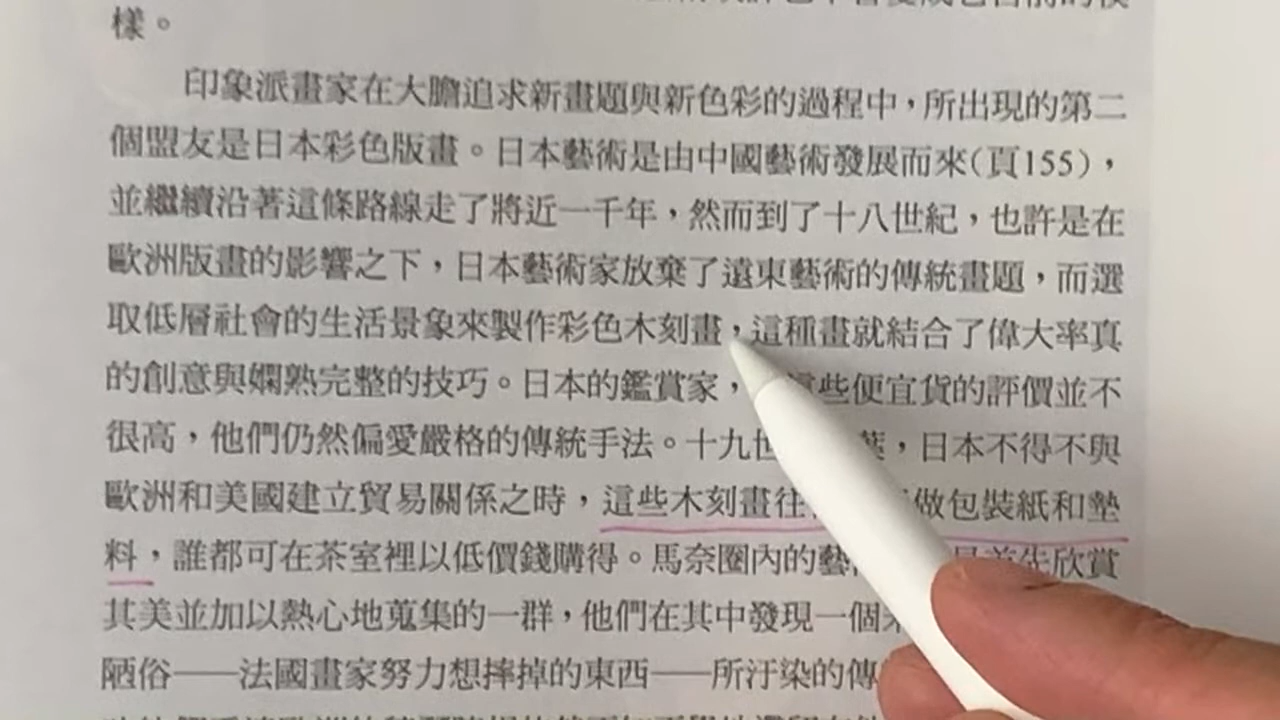 樣。
印象派畫家在大膽追求新畫題與新色彩的過程中，所出現的第二
個盟友是日本彩色版畫。日本藝術是由中國藝術發展而來（頁155），
並繼續沿著這條路線走了將近一千年，然而到了十八世紀，也許是在
歐洲版畫的影響之下，日本藝術家放棄了遠東藝術的傳統畫題，而選
取低層社會的生活景象來製作彩色木刻畫，這種畫就結合了偉大率真
的創意與嫻熟完整的技巧。日本的鑑賞家，這些便宜貨的評價並不
很高，他們仍然偏愛嚴格的傳統手法。十九世葉，日本不得不與
歐洲和美國建立貿易關係之時，這些木刻畫往做包裝紙和墊
料，誰都可在茶室裡以低價錢購得。馬奈圈內的藝是首先欣賞
其美並加以熱心地蒐集的一群，他們在其中發現一個未
陋俗——法國畫家努力想摔掉的東西——所汙染的傳